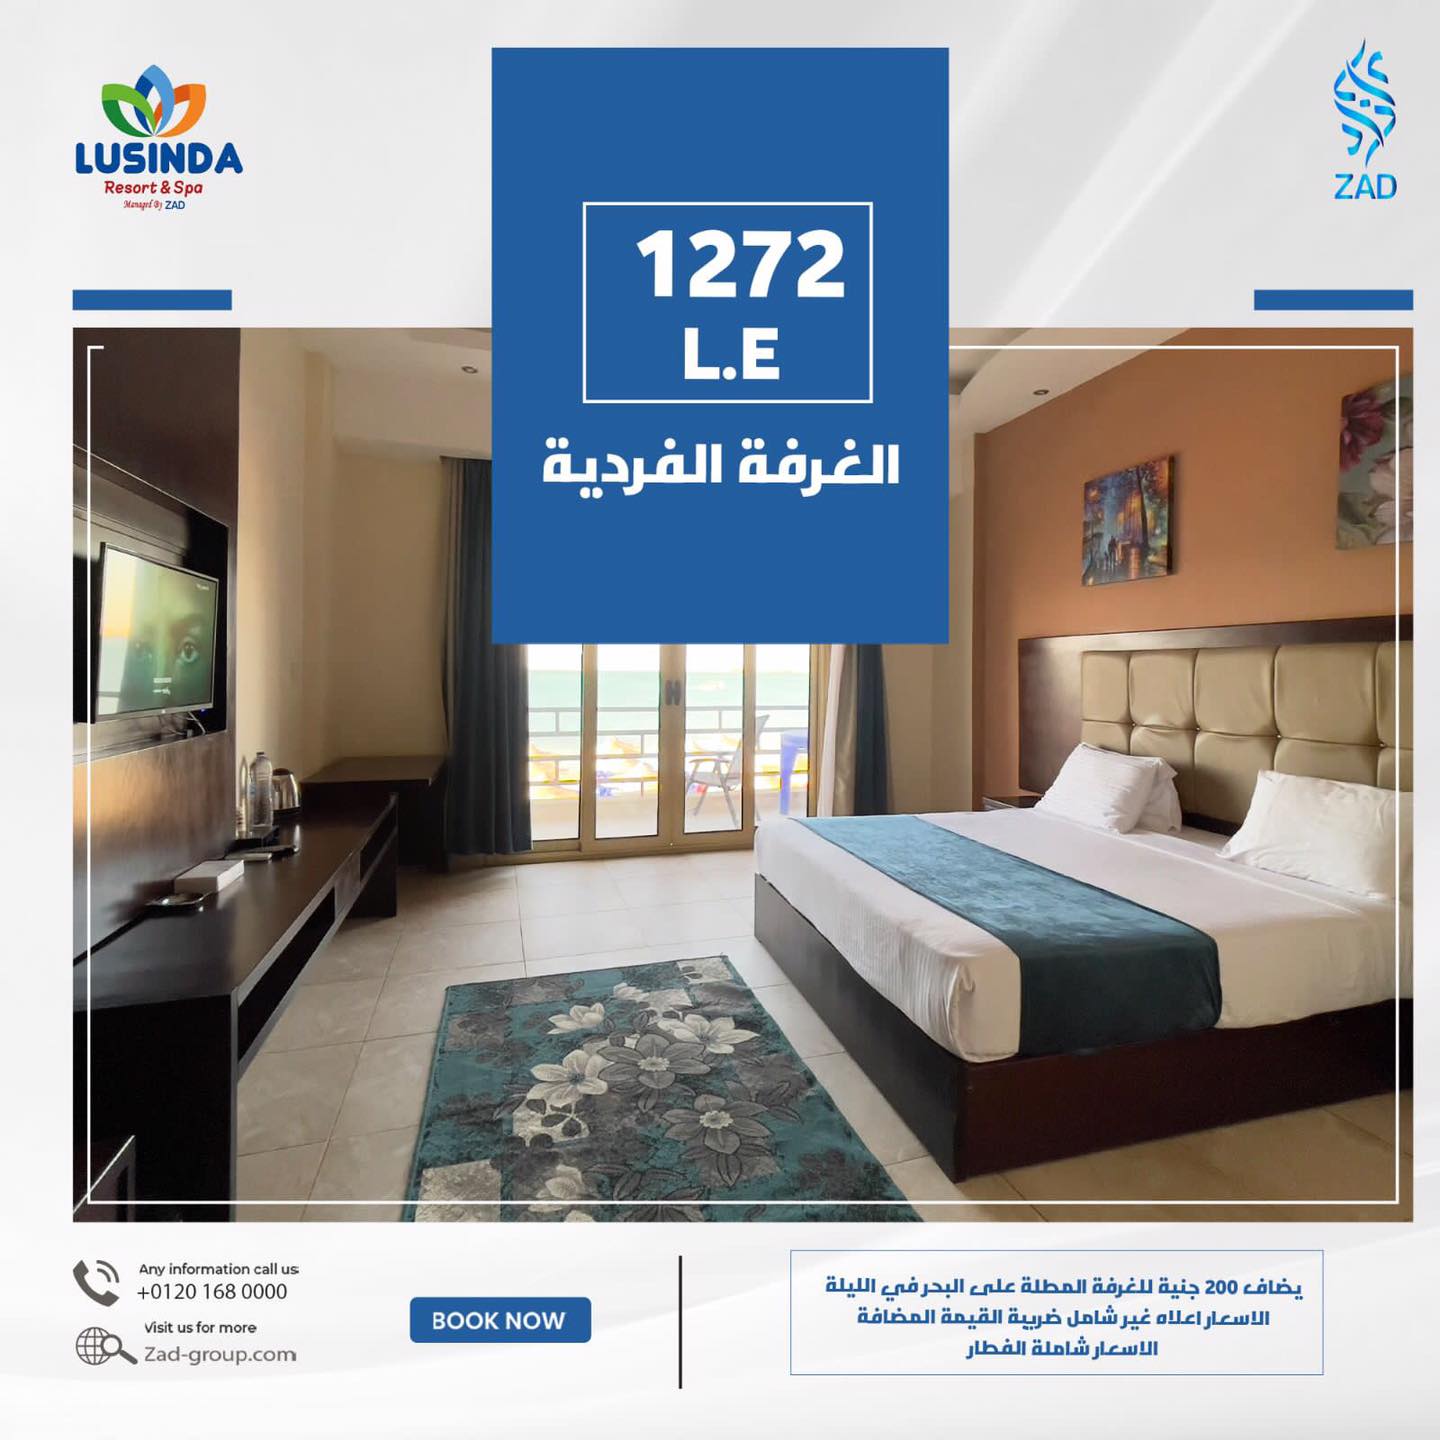 LUSINDA
Resort & Spa
Managed By ZAD
ZAD
1272
L.E
الغرفة الفردية
Any information call us:
+0120 168 0000
Visit us for more
Zad-group.com
BOOK NOW
يضاف 200 جنية للغرفة المطلة على البحر في الليلة
الاسعار اعلاه غير شامل ضريبة القيمة المضافة
الاسعار شاملة الفطار